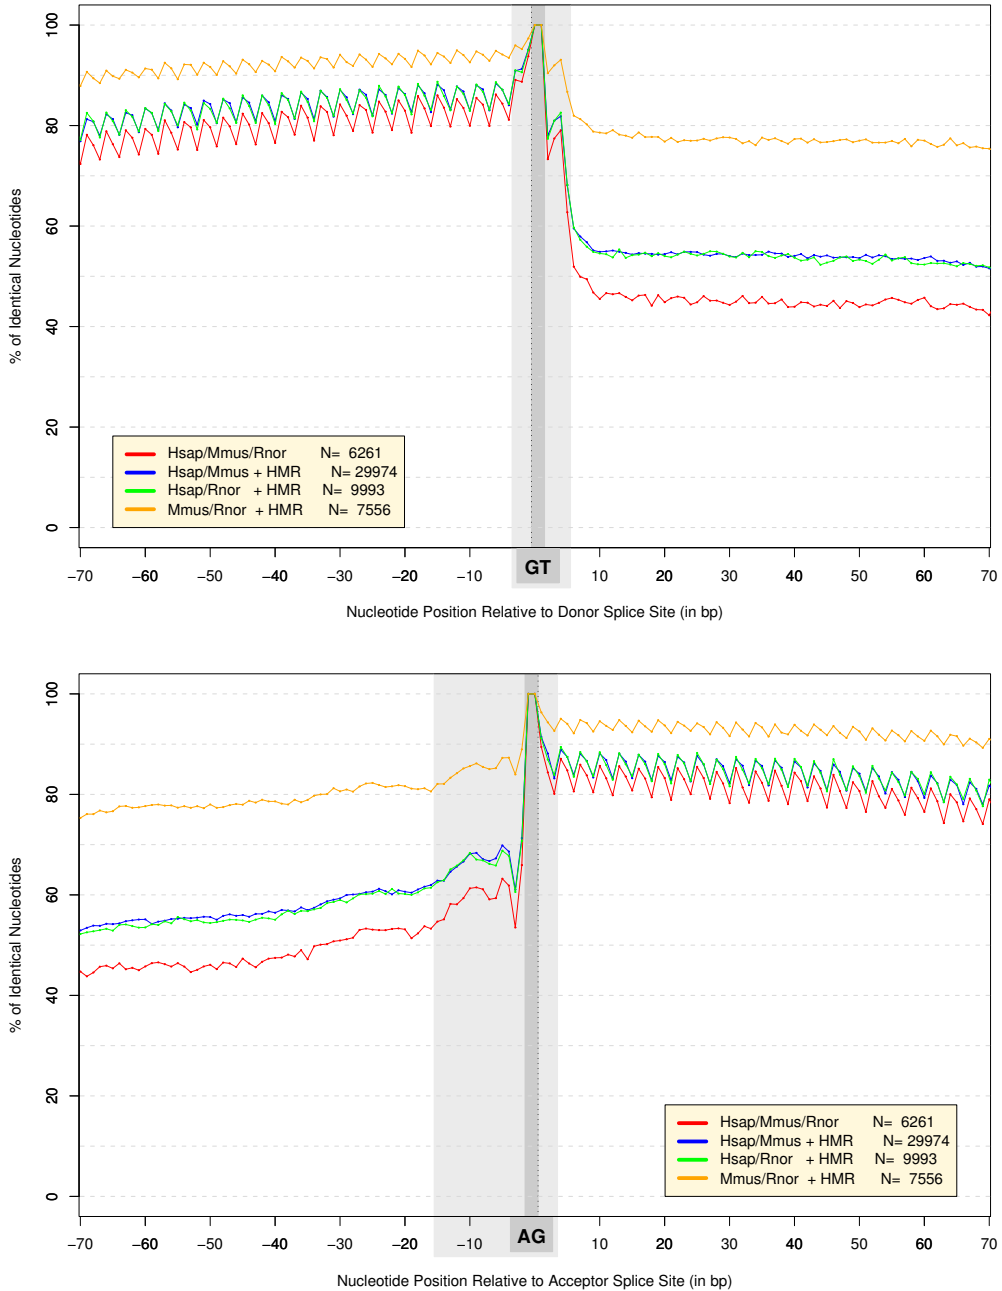 100
80
60
40
20
0
% of Identical Nucleotides
Hsap/Mmus/Rnor N= 6261
Hsap/Mmus + HMR N= 29974
Hsap/Rnor + HMR N= 9993
Mmus/Rnor + HMR N= 7556
−70 −60 −50 −40 −30 −20 −10 GT 10 20 30 40 50 60 70
Nucleotide Position Relative to Donor Splice Site (in bp)
100
80
60
40
20
0
% of Identical Nucleotides
Hsap/Mmus/Rnor N= 6261
Hsap/Mmus + HMR N= 29974
Hsap/Rnor + HMR N= 9993
Mmus/Rnor + HMR N= 7556
−70 −60 −50 −40 −30 −20 −10 AG 10 20 30 40 50 60 70
Nucleotide Position Relative to Acceptor Splice Site (in bp)